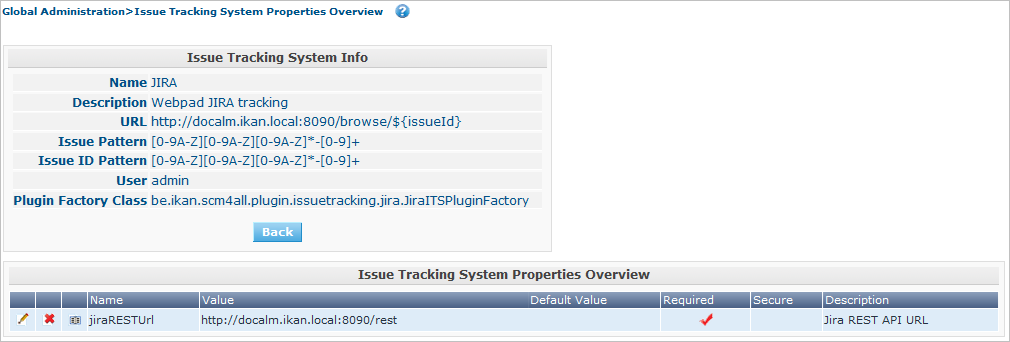 Global Administration>Issue Tracking System Properties Overview ?
Issue Tracking System Info
Name JIRA
Description Webpad JIRA tracking
URL http://docalm.ikan.local:8090/browse/${issueId}
Issue Pattern [0-9A-Z][0-9A-Z][0-9A-Z]*-[0-9]+
Issue ID Pattern [0-9A-Z][0-9A-Z][0-9A-Z]*-[0-9]+
User admin
Plugin Factory Class be.ikan.scm4all.plugin.issuetracking.jira.JiraITSPluginFactory
Back
Issue Tracking System Properties Overview
Name Value Default Value Required Secure Description
jiraRESTUrl http://docalm.ikan.local:8090/rest Jira REST API URL